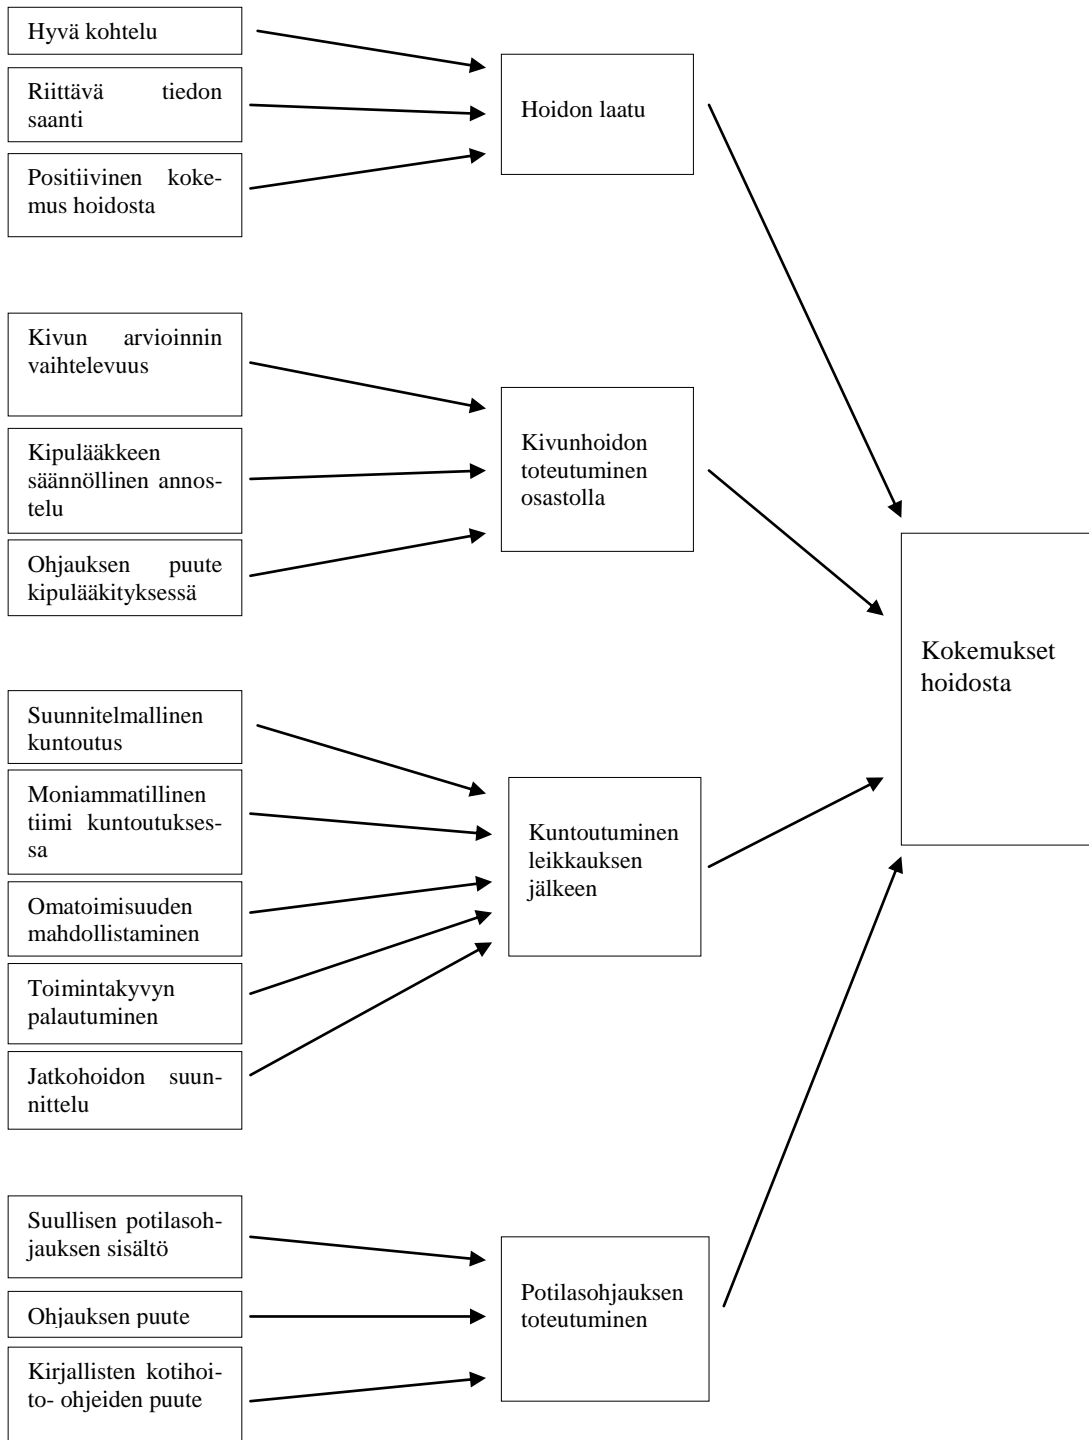 Hyvä kohtelu
Riittävä tiedon
saanti
Positiivinen koke-
mus hoidosta
Hoidon laatu
Kivun arvioinnin
vaihtelevuus
Kipulääkkeen
säännöllinen annos-
telu
Ohjauksen puute
kipulääkityksessä
Kivunhoidon
toteutuminen
osastolla
Kokemukset
hoidosta
Suunnitelmallinen
kuntoutus
Moniammatillinen
tiimi kuntoutukses-
sa
Omatoimisuuden
mahdollistaminen
Toimintakyvyn
palautuminen
Jatkohoidon suun-
nittelu
Kuntoutuminen
leikkauksen
jälkeen
Suullisen potilasoh-
jauksen sisältö
Ohjauksen puute
Kirjallisten kotihoi-
to- ohjeiden puute
Potilasohjauksen
toteutuminen